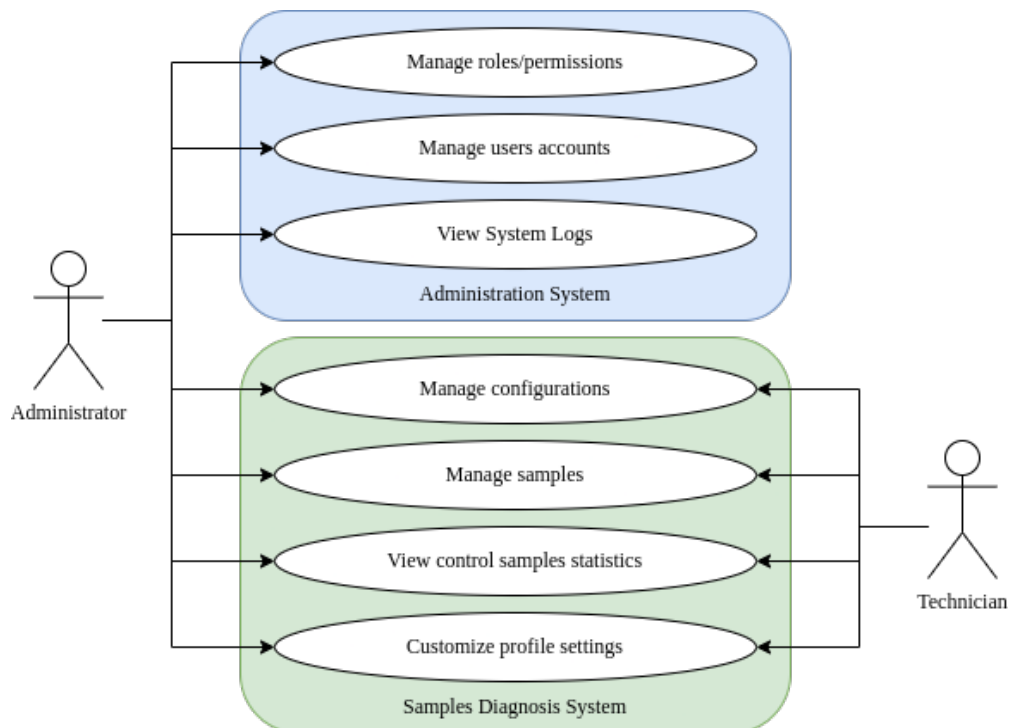 Manage roles/permissions
Manage users accounts
View System Logs
Administration System
Administrator
Manage configurations
Manage samples
View control samples statistics
Customize profile settings
Samples Diagnosis System
Technician